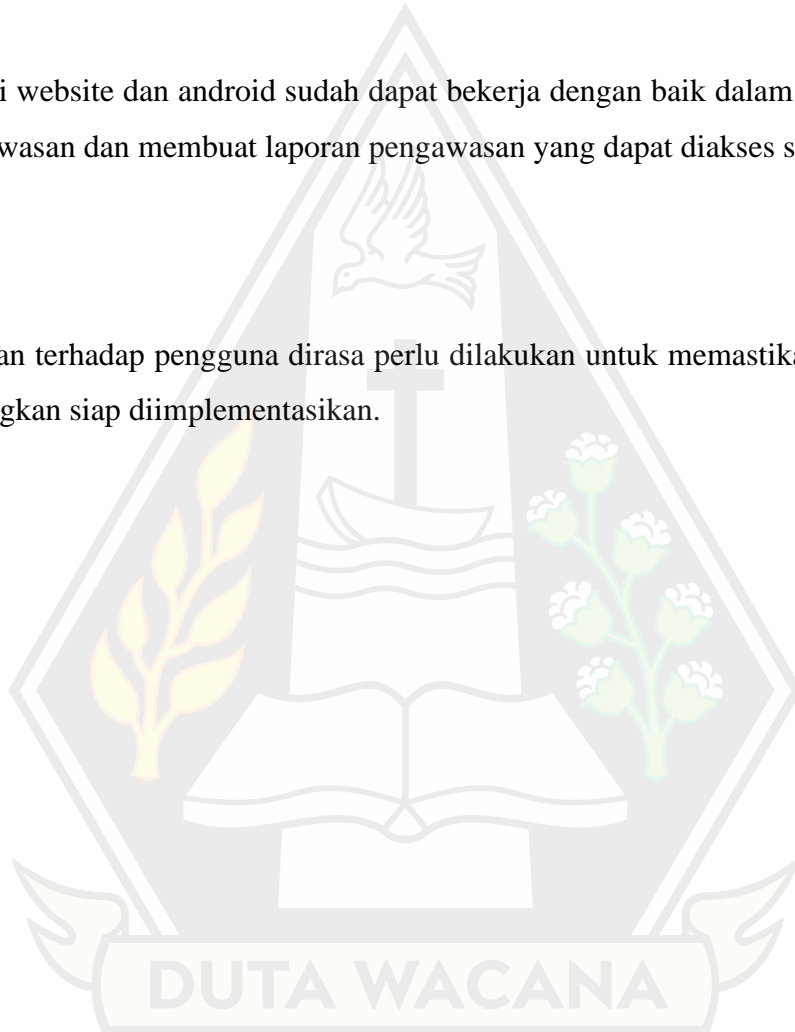 i website dan android sudah dapat bekerja dengan baik dalam
wasan dan membuat laporan pengawasan yang dapat diakses s
an terhadap pengguna dirasa perlu dilakukan untuk memastika
gkan siap diimplementasikan.
DUTA WACANA